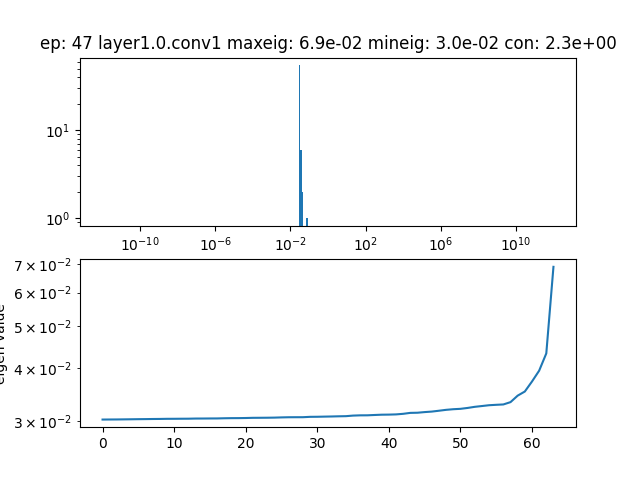 ep: 47 layer1.0.conv1 maxeig: 6.9e-02 mineig: 3.0e-02 con: 2.3e+00
10¹
10⁰
10⁻¹⁰ 10⁻⁶ 10⁻² 10² 10⁶ 10¹⁰
7 × 10⁻²
6 × 10⁻²
5 × 10⁻²
4 × 10⁻²
3 × 10⁻²
eigen value
0 10 20 30 40 50 60